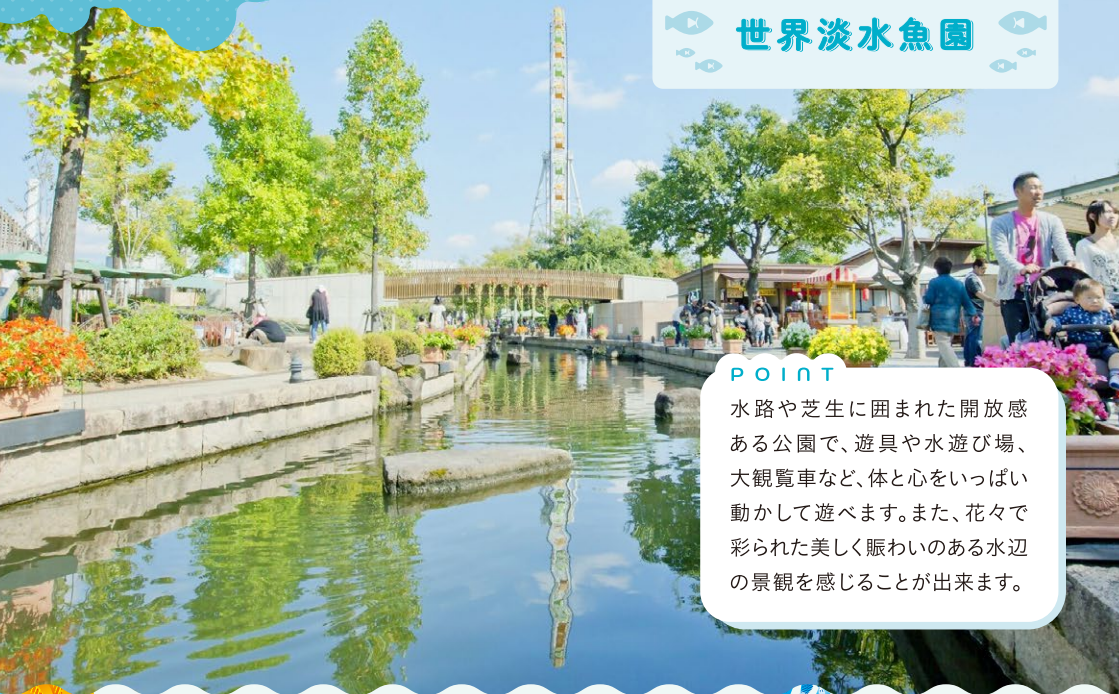 世界淡水魚園
POINT
水路や芝生に囲まれた開放感
ある公園で、遊具や水遊び場、
大観覧車など、体と心をいっぱい
動かして遊べます。また、花々で
彩られた美しく賑わいのある水辺
の景観を感じることが出来ます。